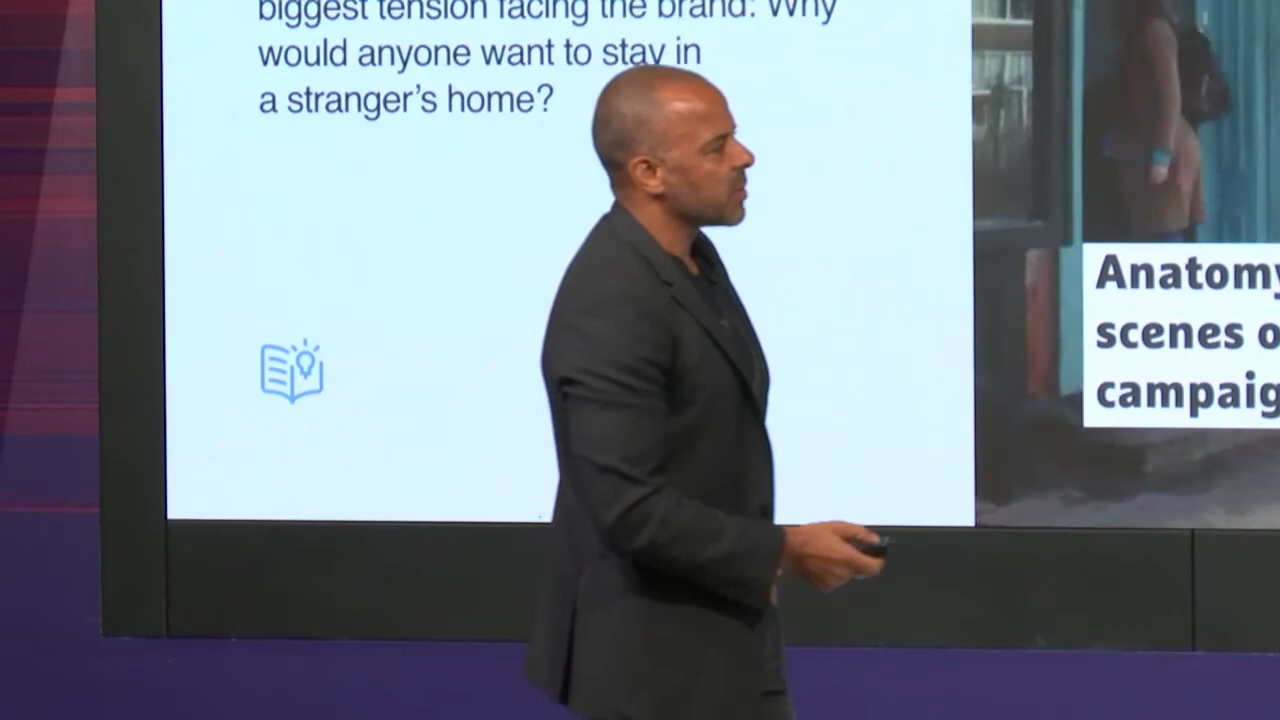 biggest tension facing the brand: Why
would anyone want to stay in
a stranger's home?
Anatomy
scenes o
campaig